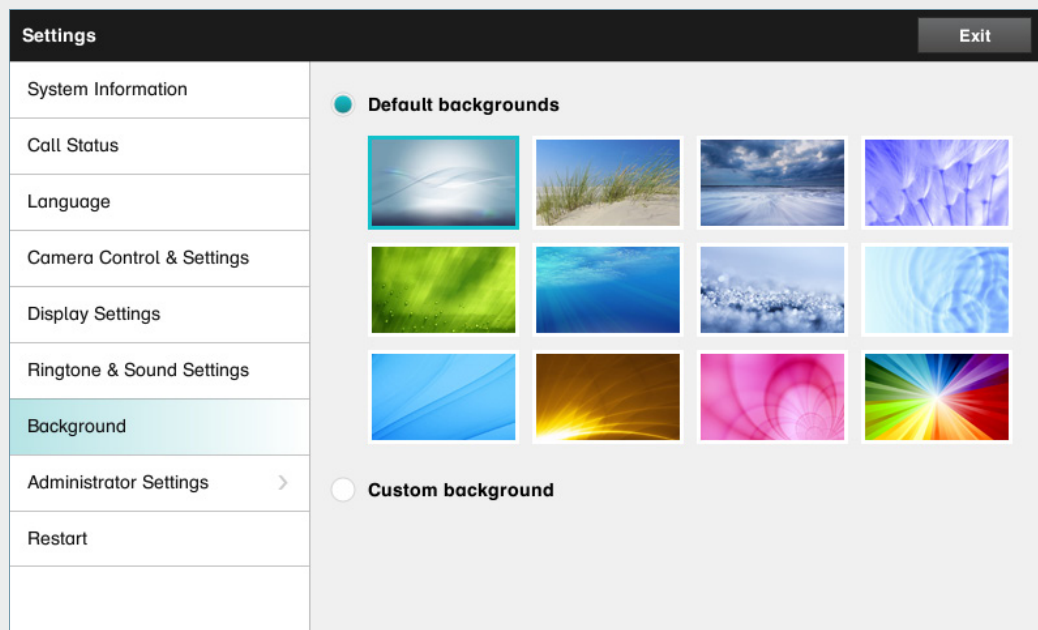 Settings
Exit
System Information
Call Status
Language
Camera Control & Settings
Display Settings
Ringtone & Sound Settings
Background
Administrator Settings
Restart
Default backgrounds
Custom background